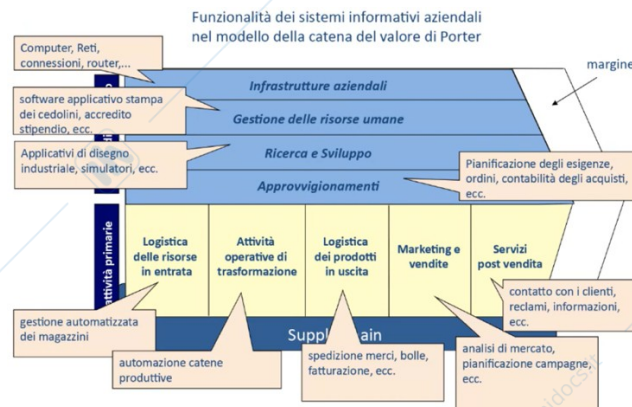 Funzionalità dei sistemi informativi aziendali
nel modello della catena del valore di Porter
Computer, Reti,
connessioni, router,...
margine
Infrastrutture aziendali
software applicativo stampa
dei cedolini, accredito
stipendio, ecc.
Gestione delle risorse umane
Applicativi di disegno
industriale, simulatori, ecc.
Ricerca e Sviluppo
Pianificazione degli esigenze,
ordini, contabilità degli acquisti,
ecc.
Approvvigionamenti
attività primarie
Logistica
delle risorse
in entrata
Attività
operative di
trasformazione
Logistica
dei prodotti
in uscita
Marketing e
vendite
Servizi
post vendita
contatto con i clienti,
reclami, informazioni,
ecc.
gestione automatizzata
dei magazzini
automazione catene
produttive
spedizione merci, bolle,
fatturazione, ecc.
analisi di mercato,
pianificazione campagne,
ecc.